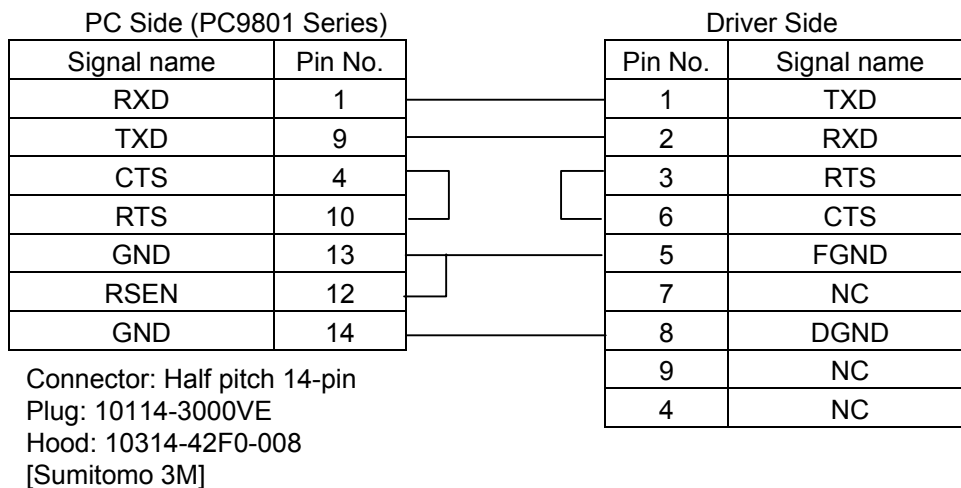 PC Side (PC9801 Series) Driver Side
Signal name Pin No. Pin No. Signal name
RXD 1 1 TXD
TXD 9 2 RXD
CTS 4 3 RTS
RTS 10 6 CTS
GND 13 5 FGND
RSEN 12 7 NC
GND 14 8 DGND
9 NC
4 NC
Connector: Half pitch 14-pin
Plug: 10114-3000VE
Hood: 10314-42F0-008
[Sumitomo 3M]